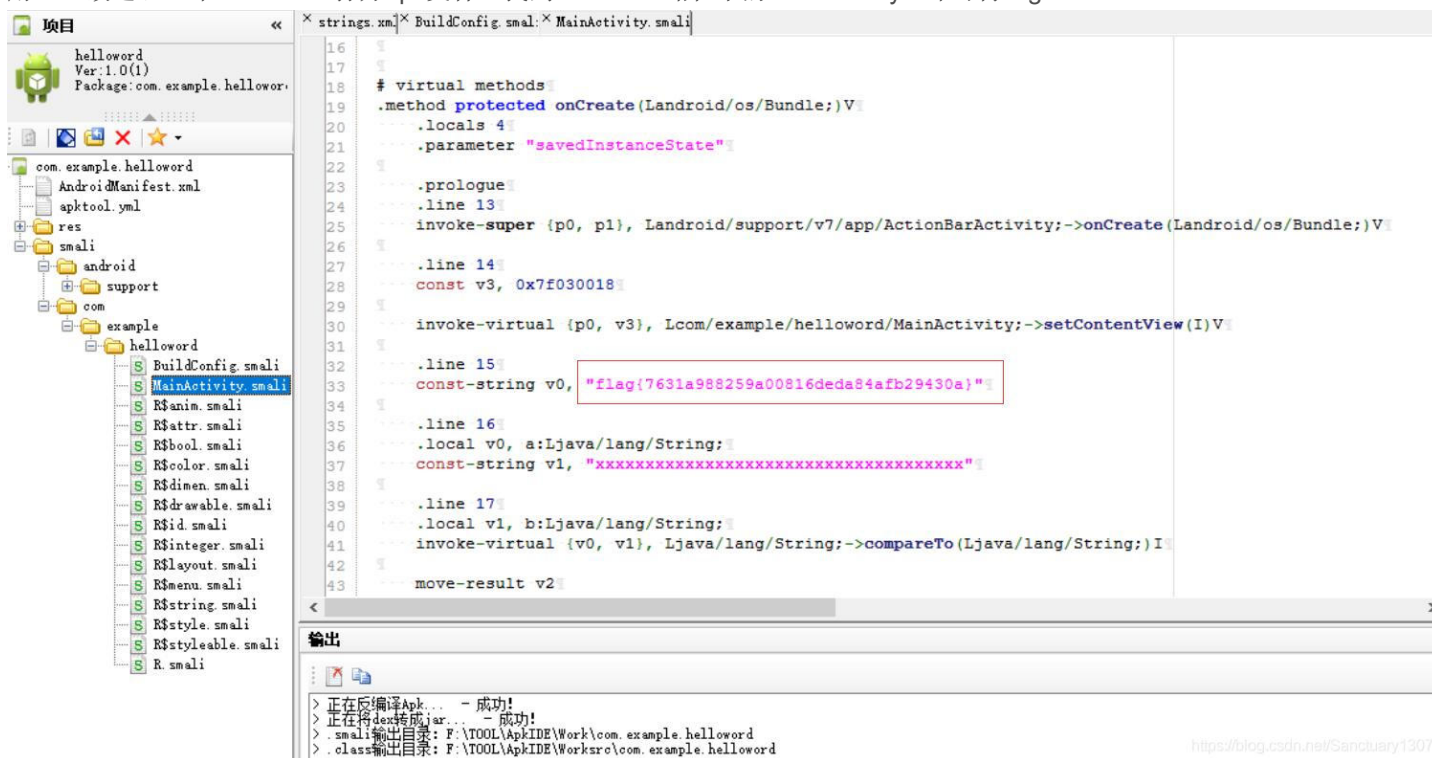 项目 «
helloword
Ver:1.0(1)
Package:com.example.hellowor
com.example.helloword
AndroidManifest.xml
apktool.yml
res
smali
android
support
com
example
helloword
BuildConfig.smali
MainActivity.smali
R$anim.smali
R$attr.smali
R$bool.smali
R$color.smali
R$dimen.smali
R$drawable.smali
R$id.smali
R$integer.smali
R$layout.smali
R$menu.smali
R$string.smali
R$style.smali
R$styleable.smali
R.smali
× strings.xml × BuildConfig.smal: × MainActivity.smali
16
17
18 # virtual methods
19 .method protected onCreate(Landroid/os/Bundle;)V
20 .locals 4
21 .parameter "savedInstanceState"
22
23 .prologue
24 .line 13
25 invoke-super {p0, p1}, Landroid/support/v7/app/ActionBarActivity;->onCreate(Landroid/os/Bundle;)V
26
27 .line 14
28 const v3, 0x7f030018
29
30 invoke-virtual {p0, v3}, Lcom/example/helloword/MainActivity;->setContentView(I)V
31
32 .line 15
33 const-string v0, "flag{7631a988259a00816deda84afb29430a}"
34
35 .line 16
36 .local v0, a:Ljava/lang/String;
37 const-string v1, "xxxxxxxxxxxxxxxxxxxxxxxxxxxxxxxxxxxxx"
38
39 .line 17
40 .local v1, b:Ljava/lang/String;
41 invoke-virtual {v0, v1}, Ljava/lang/String;->compareTo(Ljava/lang/String;)I
42
43 move-result v2
输出
> 正在反编译Apk... - 成功!
> 正在将dex转成jar... - 成功!
> .smali输出目录: F:\TOOL\ApkIDE\Work\com.example.helloword
> .class输出目录: F:\TOOL\ApkIDE\Worksrc\com.example.helloword
https://blog.csdn.net/Sanctuary1307